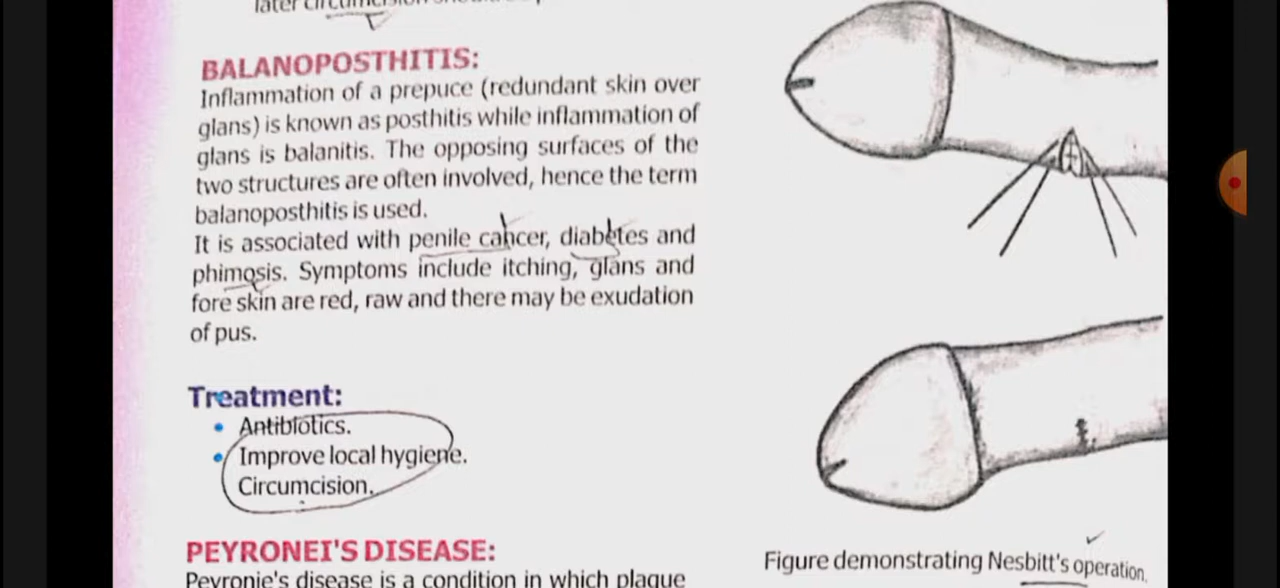 later circumcision should
BALANOPOSTHITIS:
Inflammation of a prepuce (redundant skin over
glans) is known as posthitis while inflammation of
glans is balanitis. The opposing surfaces of the
two structures are often involved, hence the term
balanoposthitis is used.
It is associated with penile cancer, diabetes and
phimosis. Symptoms include itching, glans and
fore skin are red, raw and there may be exudation
of pus.
Treatment:
• Antibiotics.
• Improve local hygiene.
Circumcision.
PEYRONEI'S DISEASE:
Peyronie's disease is a condition in which plaque
Figure demonstrating Nesbitt's operation.